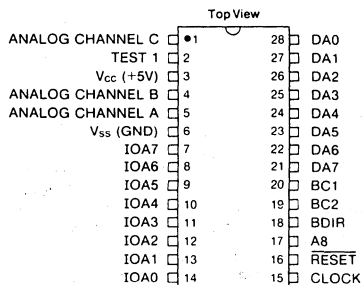 Top View
ANALOG CHANNEL C 1 28 DA0
TEST 1 2 27 DA1
Vcc (+5V) 3 26 DA2
ANALOG CHANNEL B 4 25 DA3
ANALOG CHANNEL A 5 24 DA4
Vss (GND) 6 23 DA5
IOA7 7 22 DA6
IOA6 8 21 DA7
IOA5 9 20 BC1
IOA4 10 19 BC2
IOA3 11 18 BDIR
IOA2 12 17 A8
IOA1 13 16 RESET
IOA0 14 15 CLOCK